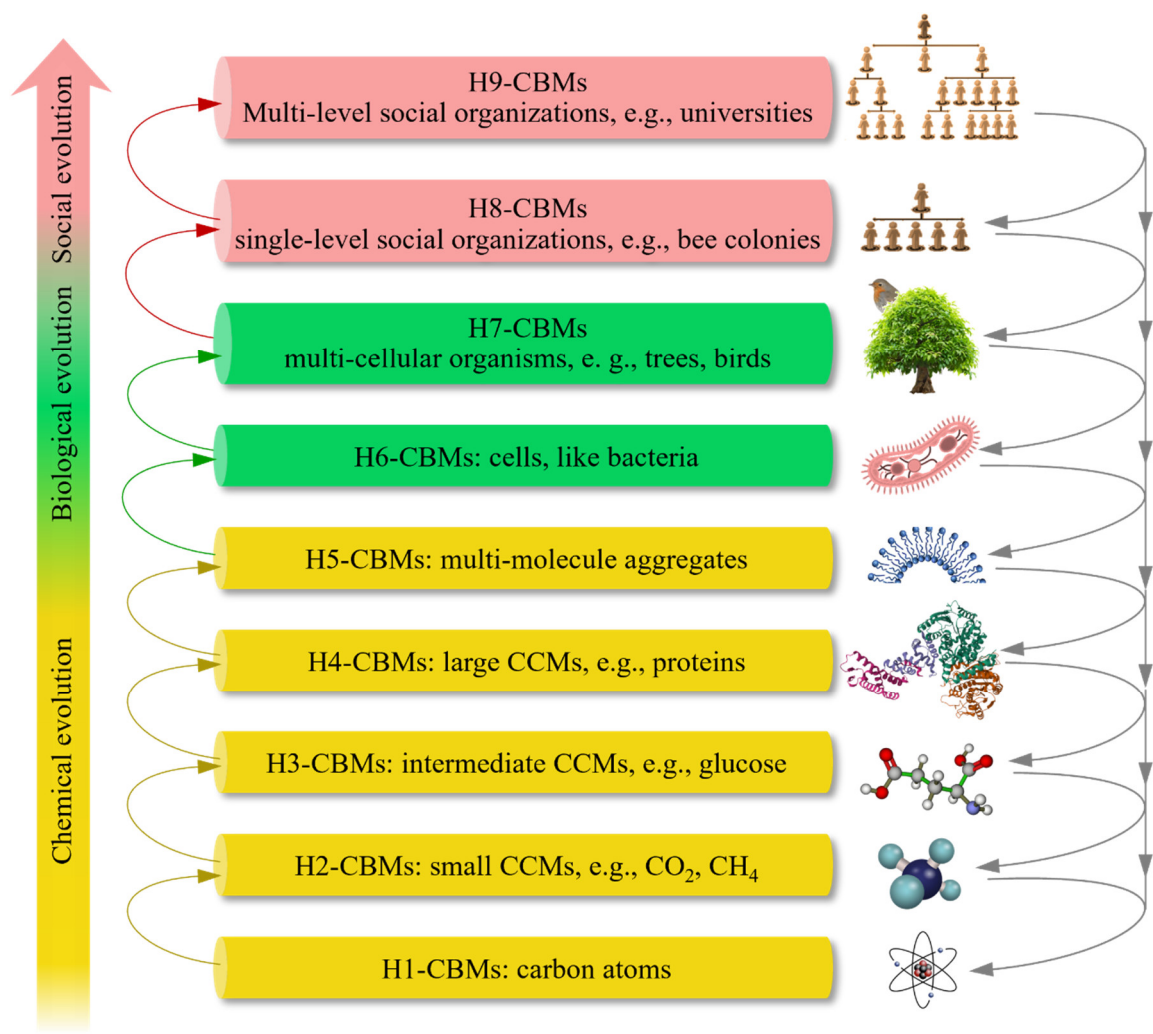 H9-CBMs
Multi-level social organizations, e.g., universities
H8-CBMs
single-level social organizations, e.g., bee colonies
H7-CBMs
multi-cellular organisms, e. g., trees, birds
H6-CBMs: cells, like bacteria
H5-CBMs: multi-molecule aggregates
H4-CBMs: large CCMs, e.g., proteins
H3-CBMs: intermediate CCMs, e.g., glucose
H2-CBMs: small CCMs, e.g., CO₂, CH₄
H1-CBMs: carbon atoms
Social evolution
Biological evolution
Chemical evolution